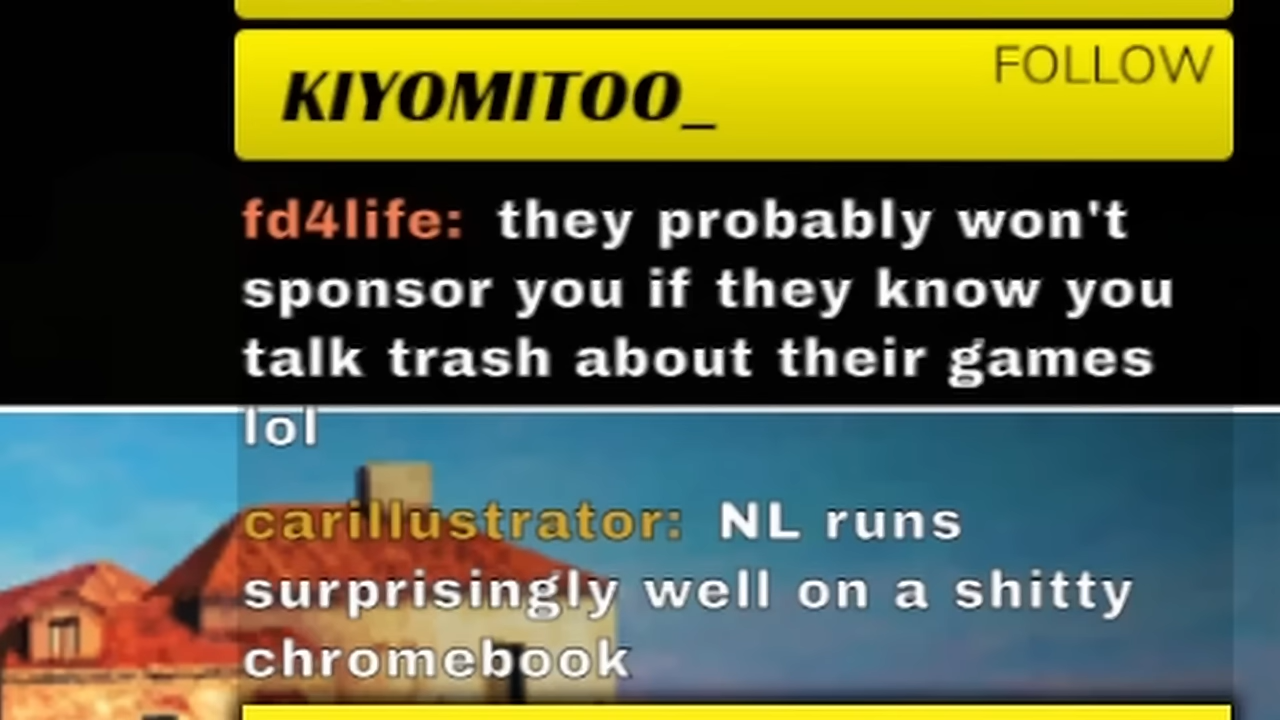 KIYOMITOO_
FOLLOW
fd4life: they probably won't
sponsor you if they know you
talk trash about their games
lol
carillustrator: NL runs
surprisingly well on a shitty
chromebook